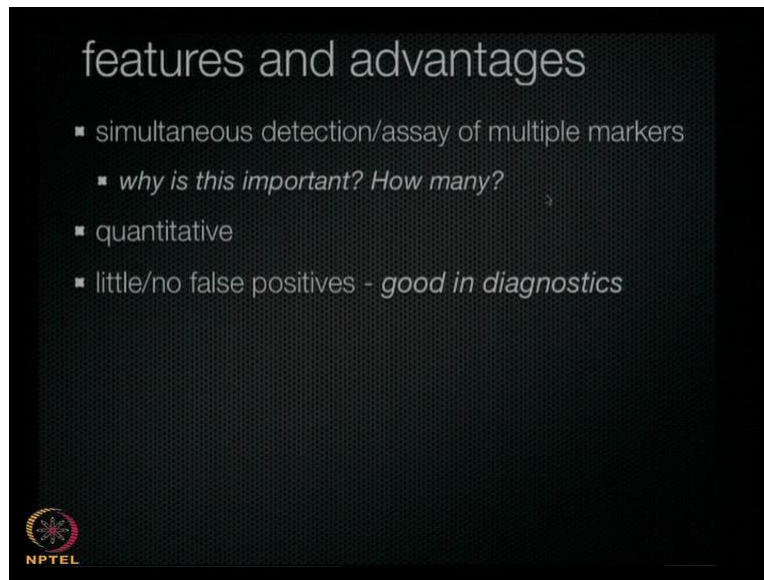 features and advantages
simultaneous detection/assay of multiple markers
why is this important? How many?
quantitative
little/no false positives - good in diagnostics
NPTEL